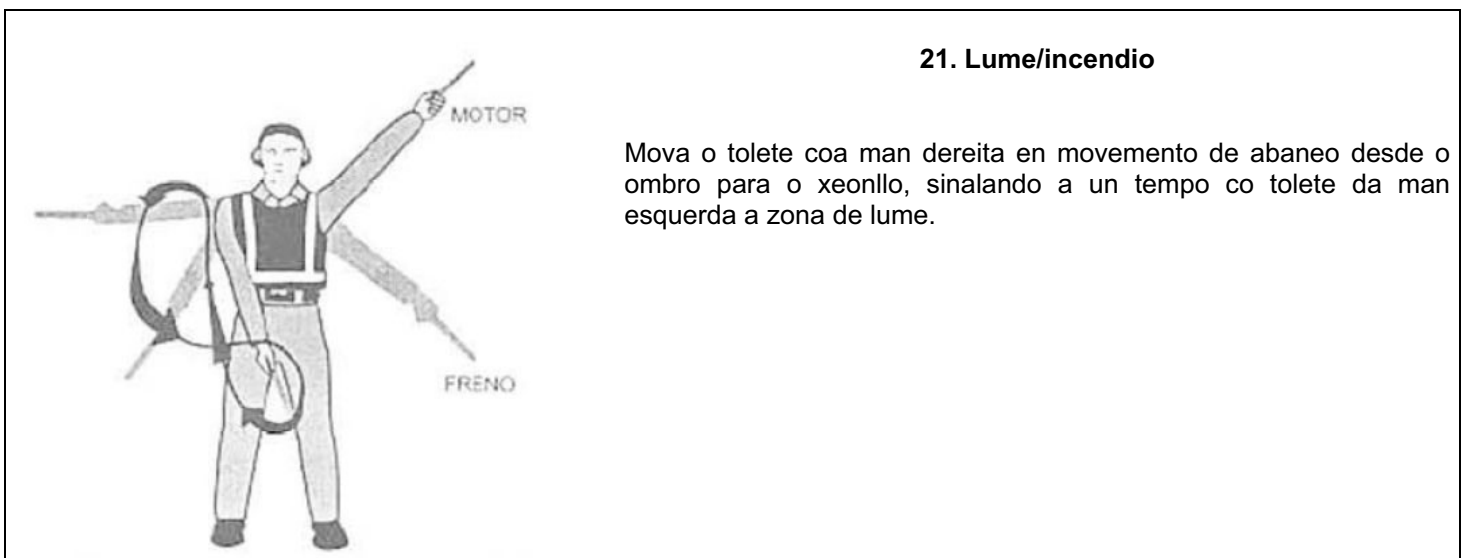 21. Lume/incendio
MOTOR
Mova o tolete coa man dereita en movemento de abaneo desde o
ombro para o xeonllo, sinalando a un tempo co tolete da man
esquerda a zona de lume.
FRENO